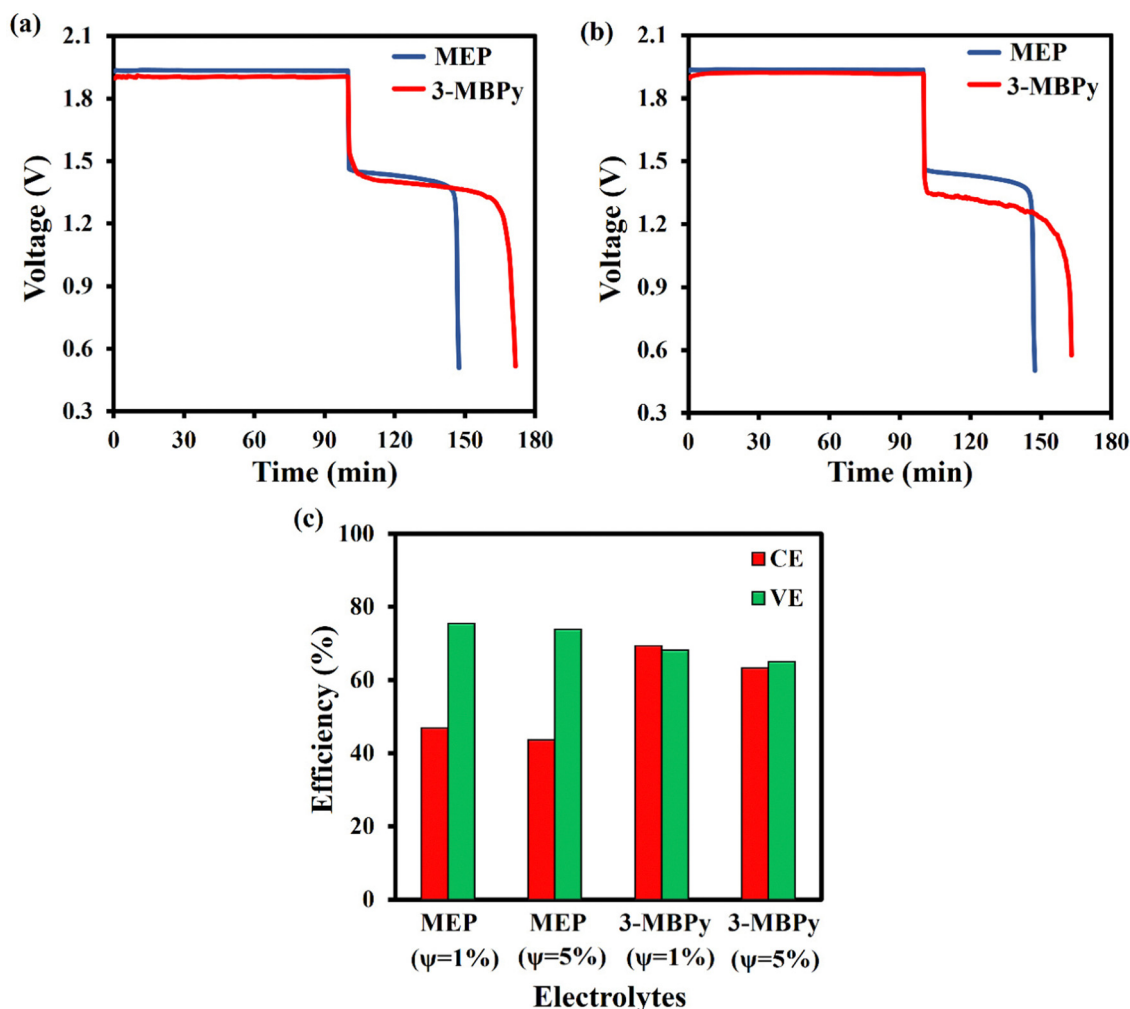 (a)
2.1
1.8
1.5
1.2
0.9
0.6
0.3
Voltage (V)
MEP
3-MBPy
0 30 60 90 120 150 180
Time (min)
(b)
2.1
1.8
1.5
1.2
0.9
0.6
0.3
Voltage (V)
MEP
3-MBPy
0 30 60 90 120 150 180
Time (min)
(c)
100
80
60
40
20
0
Efficiency (%)
CE
VE
MEP MEP 3-MBPy 3-MBPy
(ψ=1%) (ψ=5%) (ψ=1%) (ψ=5%)
Electrolytes